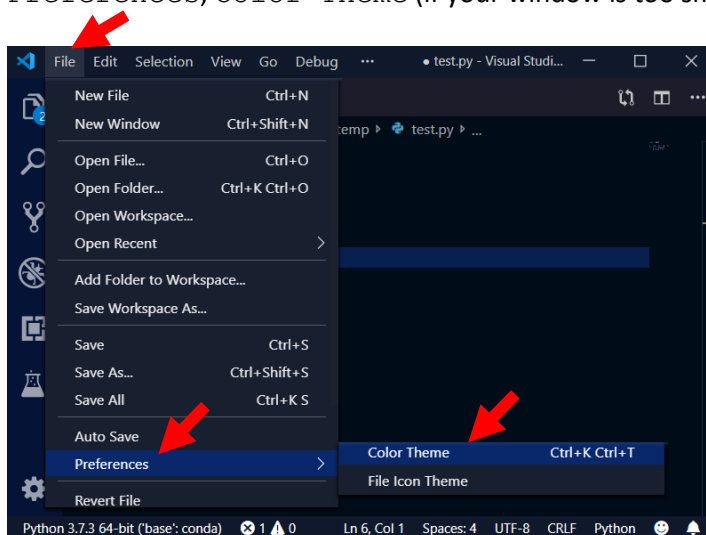 Preferences, Color Theme (if your window is too sm
File Edit Selection View Go Debug ··· ● test.py - Visual Studi...
New File Ctrl+N
New Window Ctrl+Shift+N
temp › test.py › ...
Open File... Ctrl+O
Open Folder... Ctrl+K Ctrl+O
Open Workspace...
Open Recent
Add Folder to Workspace...
Save Workspace As...
Save Ctrl+S
Save As... Ctrl+Shift+S
Save All Ctrl+K S
Auto Save
Preferences
Color Theme Ctrl+K Ctrl+T
File Icon Theme
Revert File
Python 3.7.3 64-bit ('base': conda) 1 0 Ln 6, Col 1 Spaces: 4 UTF-8 CRLF Python